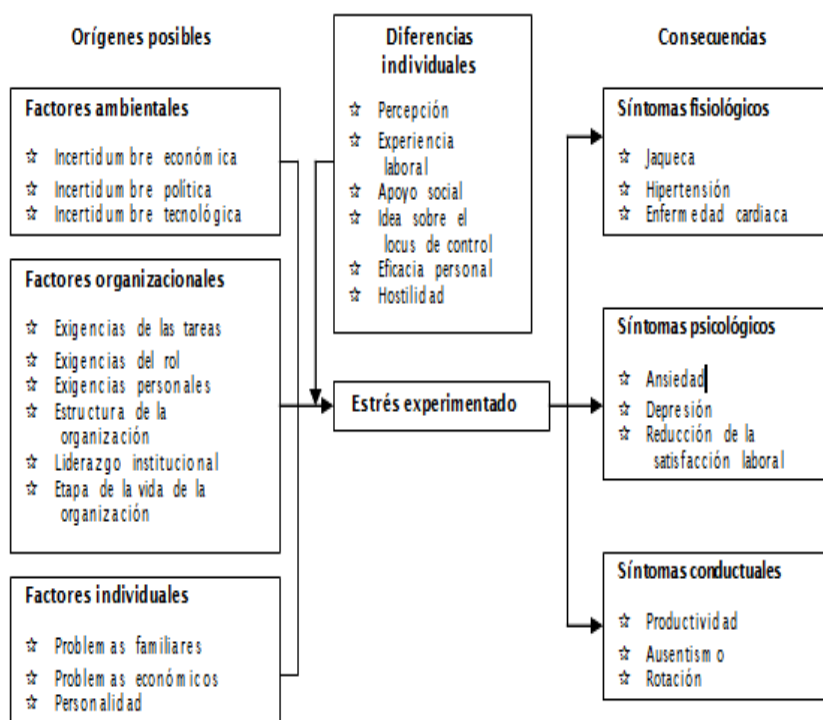 Orígenes posibles
Factores ambientales
☆ Incertidumbre económica
☆ Incertidumbre política
☆ Incertidumbre tecnológica
Factores organizacionales
☆ Exigencias de las tareas
☆ Exigencias del rol
☆ Exigencias personales
☆ Estructura de la
organización
☆ Liderazgo institucional
☆ Etapa de la vida de la
organización
Factores individuales
☆ Problemas familiares
☆ Problemas económicos
☆ Personalidad
Diferencias
individuales
☆ Percepción
☆ Experiencia
laboral
☆ Apoyo social
☆ Idea sobre el
locus de control
☆ Eficacia personal
☆ Hostilidad
Estrés experimentado
Consecuencias
Síntomas fisiológicos
☆ Jaqueca
☆ Hipertensión
☆ Enfermedad cardiaca
Síntomas psicológicos
☆ Ansiedad
☆ Depresión
☆ Reducción de la
satisfacción laboral
Síntomas conductuales
☆ Productividad
☆ Ausentismo
☆ Rotación